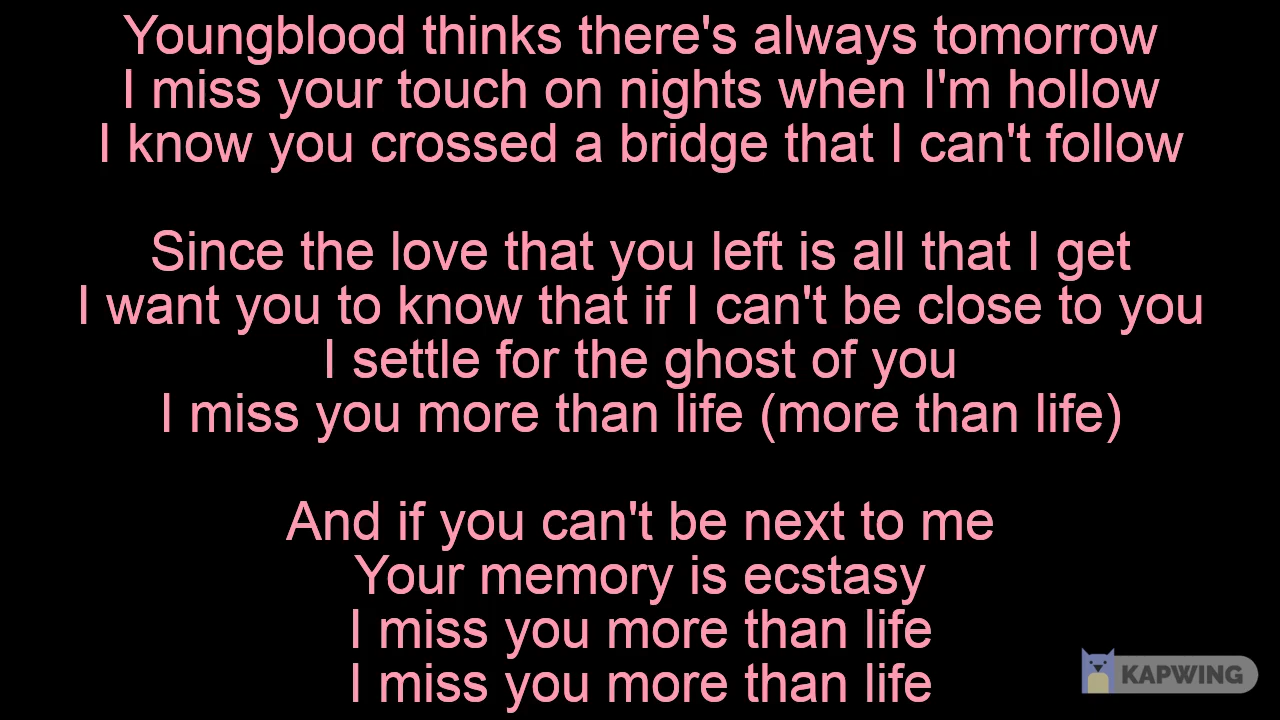 Youngblood thinks there's always tomorrow
I miss your touch on nights when I'm hollow
I know you crossed a bridge that I can't follow
Since the love that you left is all that I get
I want you to know that if I can't be close to you
I settle for the ghost of you
I miss you more than life (more than life)
And if you can't be next to me
Your memory is ecstasy
I miss you more than life
I miss you more than life
KAPWING